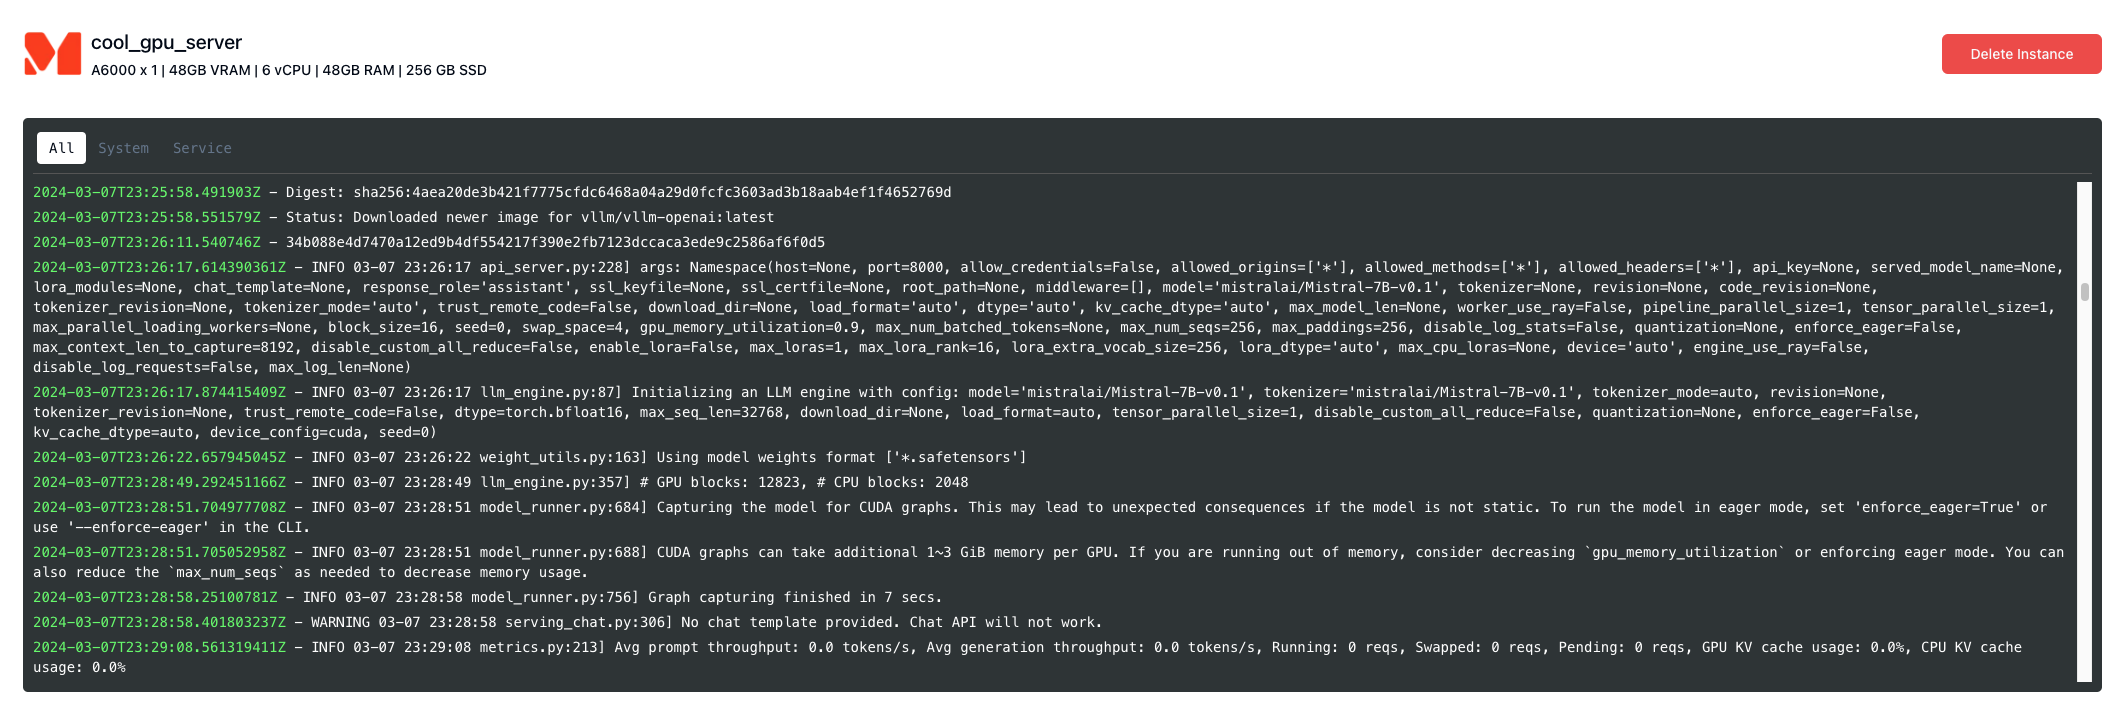 cool_gpu_server
A6000 x 1 | 48GB VRAM | 6 vCPU | 48GB RAM | 256 GB SSD
Delete Instance
All System Service
2024-03-07T23:25:58.491903Z – Digest: sha256:4aea20de3b421f7775cfdc6468a04a29d0fcfc3603ad3b18aab4ef1f4652769d
2024-03-07T23:25:58.551579Z – Status: Downloaded newer image for vllm/vllm-openai:latest
2024-03-07T23:26:11.540746Z – 34b088e4d7470a12ed9b4df554217f390e2fb7123dccaca3ede9c2586af6f0d5
2024-03-07T23:26:17.614390361Z – INFO 03-07 23:26:17 api_server.py:228] args: Namespace(host=None, port=8000, allow_credentials=False, allowed_origins=['*'], allowed_methods=['*'], allowed_headers=['*'], api_key=None, served_model_name=None,
lora_modules=None, chat_template=None, response_role='assistant', ssl_keyfile=None, ssl_certfile=None, root_path=None, middleware=[], model='mistralai/Mistral-7B-v0.1', tokenizer=None, revision=None, code_revision=None,
tokenizer_revision=None, tokenizer_mode='auto', trust_remote_code=False, download_dir=None, load_format='auto', dtype='auto', kv_cache_dtype='auto', max_model_len=None, worker_use_ray=False, pipeline_parallel_size=1, tensor_parallel_size=1,
max_parallel_loading_workers=None, block_size=16, seed=0, swap_space=4, gpu_memory_utilization=0.9, max_num_batched_tokens=None, max_num_seqs=256, max_paddings=256, disable_log_stats=False, quantization=None, enforce_eager=False,
max_context_len_to_capture=8192, disable_custom_all_reduce=False, enable_lora=False, max_loras=1, max_lora_rank=16, lora_extra_vocab_size=256, lora_dtype='auto', max_cpu_loras=None, device='auto', engine_use_ray=False,
disable_log_requests=False, max_log_len=None)
2024-03-07T23:26:17.874415409Z – INFO 03-07 23:26:17 llm_engine.py:87] Initializing an LLM engine with config: model='mistralai/Mistral-7B-v0.1', tokenizer='mistralai/Mistral-7B-v0.1', tokenizer_mode=auto, revision=None,
tokenizer_revision=None, trust_remote_code=False, dtype=torch.bfloat16, max_seq_len=32768, download_dir=None, load_format=auto, tensor_parallel_size=1, disable_custom_all_reduce=False, quantization=None, enforce_eager=False,
kv_cache_dtype=auto, device_config=cuda, seed=0)
2024-03-07T23:26:22.657945045Z – INFO 03-07 23:26:22 weight_utils.py:163] Using model weights format ['*.safetensors']
2024-03-07T23:28:49.292451166Z – INFO 03-07 23:28:49 llm_engine.py:357] # GPU blocks: 12823, # CPU blocks: 2048
2024-03-07T23:28:51.704977708Z – INFO 03-07 23:28:51 model_runner.py:684] Capturing the model for CUDA graphs. This may lead to unexpected consequences if the model is not static. To run the model in eager mode, set 'enforce_eager=True' or
use '--enforce-eager' in the CLI.
2024-03-07T23:28:51.705052958Z – INFO 03-07 23:28:51 model_runner.py:688] CUDA graphs can take additional 1~3 GiB memory per GPU. If you are running out of memory, consider decreasing `gpu_memory_utilization` or enforcing eager mode. You can
also reduce the `max_num_seqs` as needed to decrease memory usage.
2024-03-07T23:28:58.25100781Z – INFO 03-07 23:28:58 model_runner.py:756] Graph capturing finished in 7 secs.
2024-03-07T23:28:58.401803237Z – WARNING 03-07 23:28:58 serving_chat.py:306] No chat template provided. Chat API will not work.
2024-03-07T23:29:08.561319411Z – INFO 03-07 23:29:08 metrics.py:213] Avg prompt throughput: 0.0 tokens/s, Avg generation throughput: 0.0 tokens/s, Running: 0 reqs, Swapped: 0 reqs, Pending: 0 reqs, GPU KV cache usage: 0.0%, CPU KV cache
usage: 0.0%